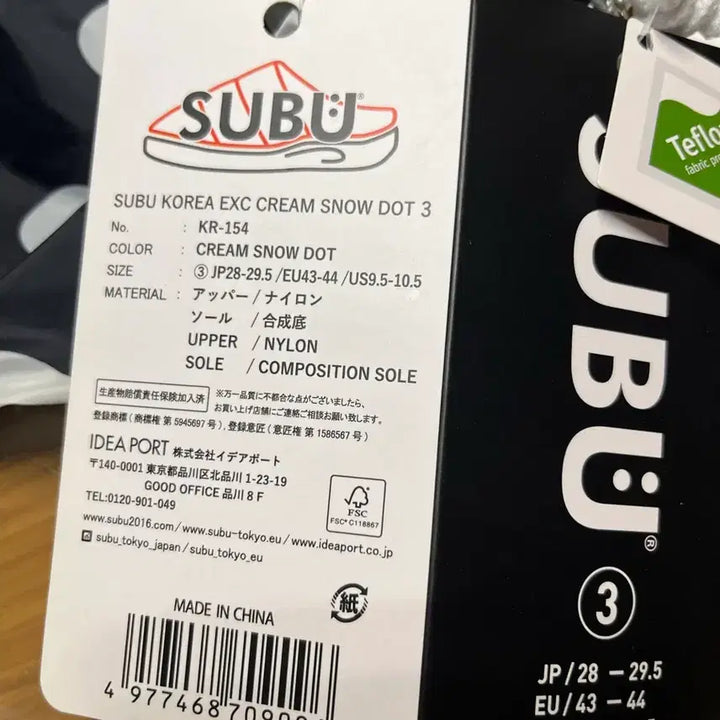 SUBU®
SUBU KOREA EXC CREAM SNOW DOT 3
No. : KR-154
COLOR : CREAM SNOW DOT
SIZE : ③ JP28-29.5 /EU43-44 /US9.5-10.5
MATERIAL : アッパー / ナイロン
ソール / 合成底
UPPER / NYLON
SOLE / COMPOSITION SOLE
生産物賠償責任保険加入済
※万一品質に不都合な点がございましたら、
お買い上げ店舗にご連絡ご相談お願い致します。
登録商標 ( 商標権 第 5945697 号 ) , 登録意匠 ( 意匠権 第 1586567 号 )
IDEA PORT 株式会社イデアポート
〒140-0001 東京都品川区北品川 1-23-19
GOOD OFFICE 品川 8 F
TEL:0120-901-049
www.subu2016.com / www.subu-tokyo.eu / www.ideaport.co.jp
subu_tokyo_japan / subu_tokyo_eu
FSC
FSC® C118867
紙
MADE IN CHINA
4 977468
SUBU®
3
JP / 28 — 29.5
EU / 43 — 44
fabric